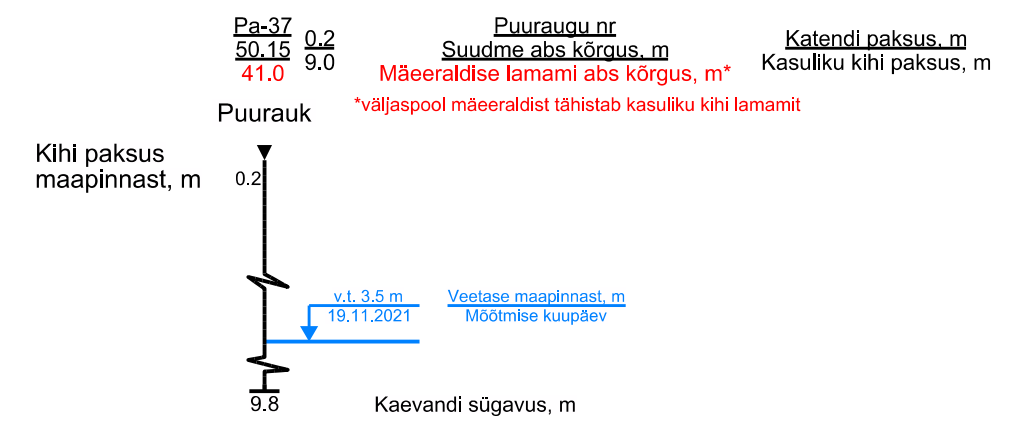 Pa-37
50.15
41.0
0.2
9.0
Puuraugu nr
Suudme abs kõrgus, m
Mäeeraldise lamami abs kõrgus, m*
Katendi paksus, m
Kasuliku kihi paksus, m
*väljaspool mäeeraldist tähistab kasuliku kihi lamamit
Puurauk
Kihi paksus
maapinnast, m
0.2
v.t. 3.5 m
19.11.2021
Veetase maapinnast, m
Mõõtmise kuupäev
9.8
Kaevandi sügavus, m